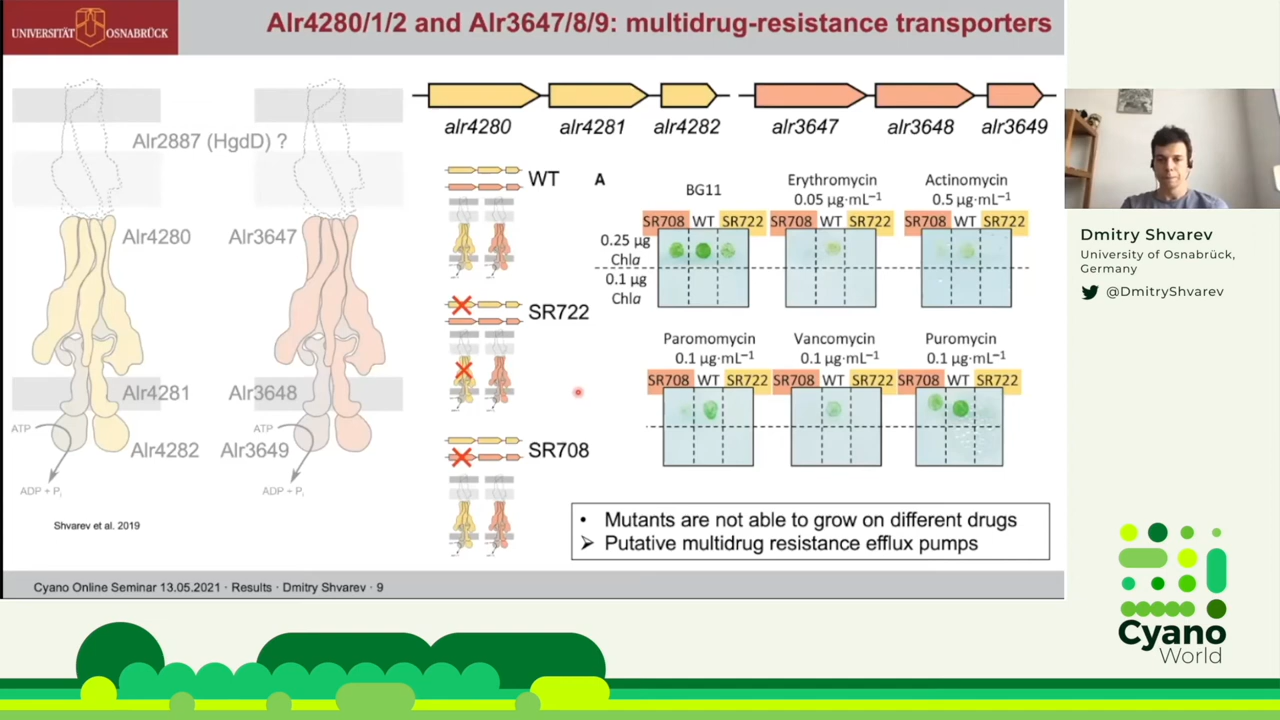 UNIVERSITÄT OSNABRÜCK
Alr4280/1/2 and Alr3647/8/9: multidrug-resistance transporters
alr4280 alr4281 alr4282 alr3647 alr3648 alr3649
Alr2887 (HgdD) ?
Alr4280 Alr3647
Alr4281 Alr3648
ATP ATP
Alr4282 Alr3649
ADP + Pi ADP + Pi
Shvarev et al. 2019
WT
SR722
SR708
A
BG11
SR708 WT SR722
Erythromycin
0.05 µg·mL⁻¹
SR708 WT SR722
Actinomycin
0.5 µg·mL⁻¹
SR708 WT SR722
0.25 µg
Chla
0.1 µg
Chla
Paromomycin
0.1 µg·mL⁻¹
SR708 WT SR722
Vancomycin
0.1 µg·mL⁻¹
SR708 WT SR722
Puromycin
0.1 µg·mL⁻¹
SR708 WT SR722
• Mutants are not able to grow on different drugs
➢ Putative multidrug resistance efflux pumps
Cyano Online Seminar 13.05.2021 · Results · Dmitry Shvarev · 9
Dmitry Shvarev
University of Osnabrück,
Germany
@DmitryShvarev
Cyano
World